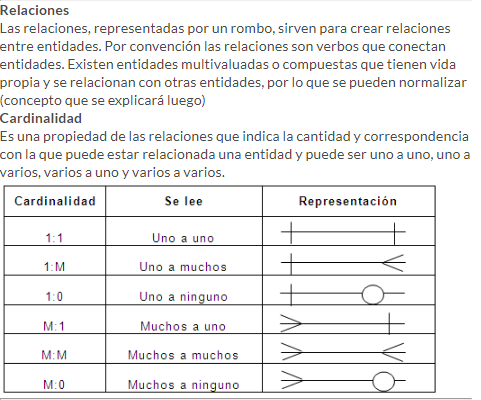 Relaciones
Las relaciones, representadas por un rombo, sirven para crear relaciones
entre entidades. Por convención las relaciones son verbos que conectan
entidades. Existen entidades multivaluadas o compuestas que tienen vida
propia y se relacionan con otras entidades, por lo que se pueden normalizar
(concepto que se explicará luego)
Cardinalidad
Es una propiedad de las relaciones que indica la cantidad y correspondencia
con la que puede estar relacionada una entidad y puede ser uno a uno, uno a
varios, varios a uno y varios a varios.
Cardinalidad Se lee Representación
1:1 Uno a uno
1:M Uno a muchos
1:0 Uno a ninguno
M:1 Muchos a uno
M:M Muchos a muchos
M:0 Muchos a ninguno